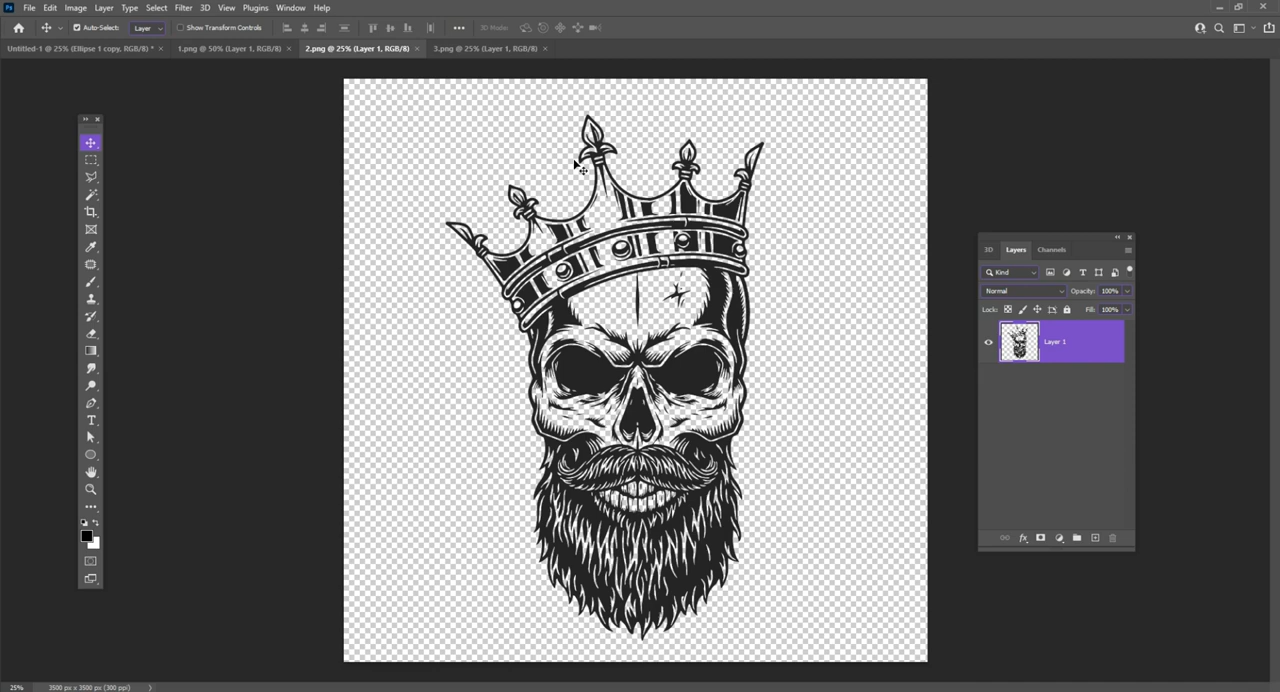 Ps File Edit Image Layer Type Select Filter 3D View Plugins Window Help
Auto-Select: Layer Show Transform Controls 3D Mode:
Untitled-1 @ 25% (Ellipse 1 copy, RGB/8) * 1.png @ 50% (Layer 1, RGB/8) 2.png @ 25% (Layer 1, RGB/8) 3.png @ 25% (Layer 1, RGB/8)
3D Layers Channels
Kind
Normal Opacity: 100%
Lock: Fill: 100%
Layer 1
25% 3500 px x 3500 px (300 ppi)